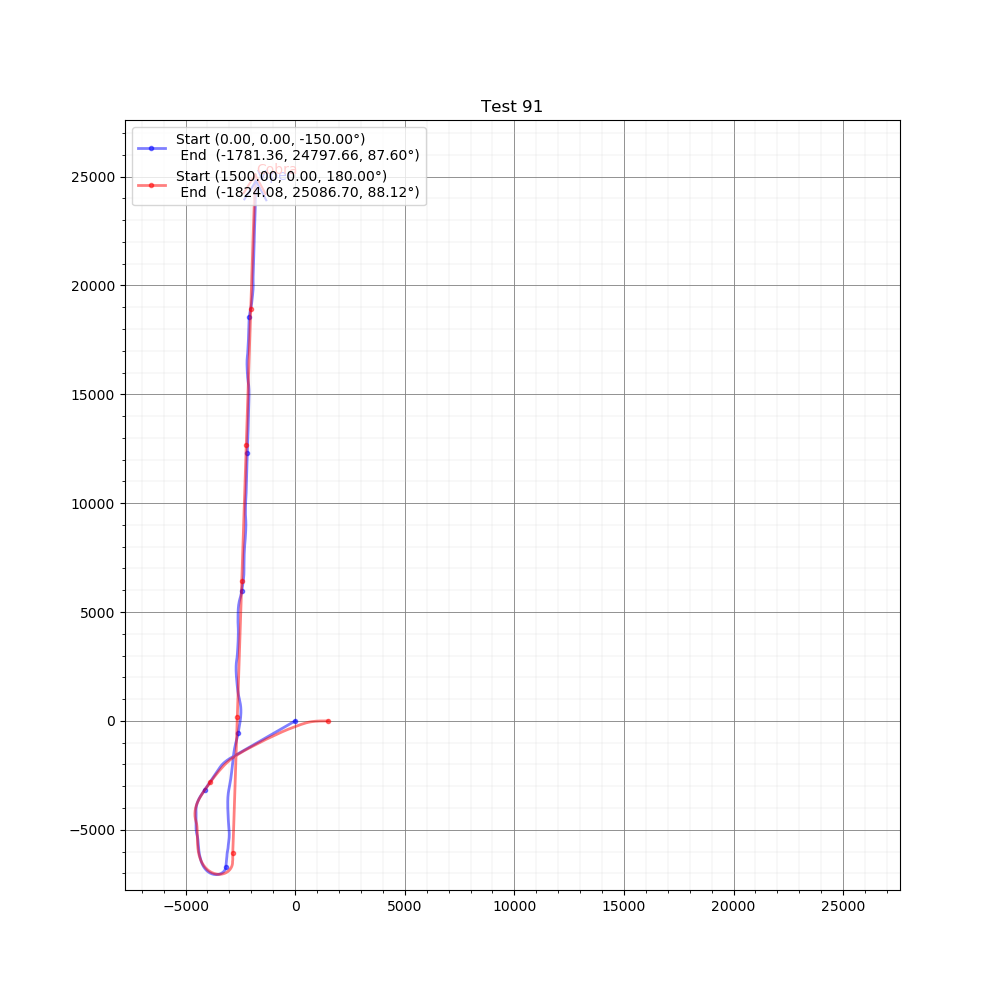 Test 91
Start (0.00, 0.00, -150.00°)
End (-1781.36, 24797.66, 87.60°)
Start (1500.00, 0.00, 180.00°)
End (-1824.08, 25086.70, 88.12°)
Cobra
25000
20000
15000
10000
5000
0
−5000
−5000 0 5000 10000 15000 20000 25000